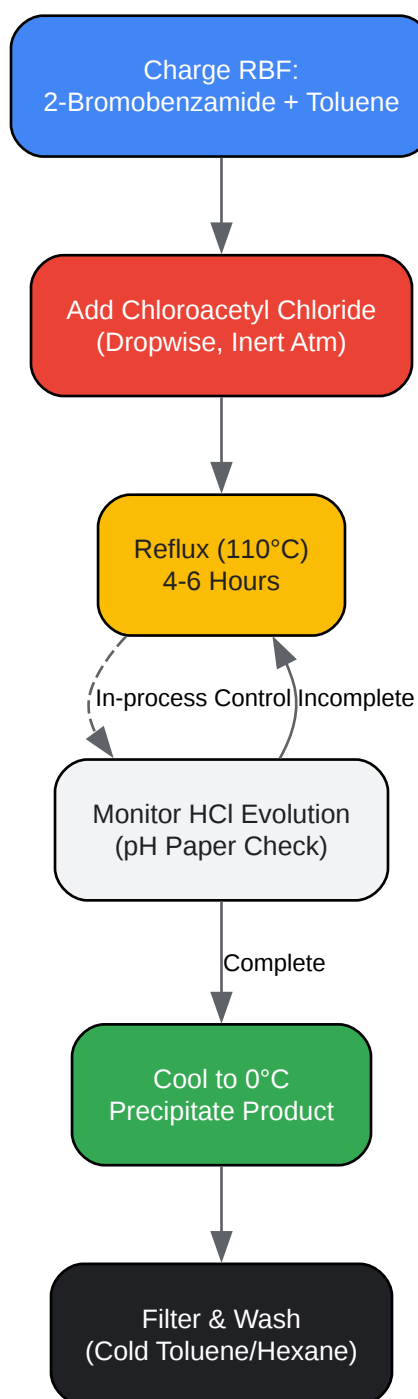 Charge RBF:
2-Bromobenzamide + Toluene
Add Chloroacetyl Chloride
(Dropwise, Inert Atm)
Reflux (110°C)
4-6 Hours
In-process Control
Incomplete
Monitor HCl Evolution
(pH Paper Check)
Complete
Cool to 0°C
Precipitate Product
Filter & Wash
(Cold Toluene/Hexane)